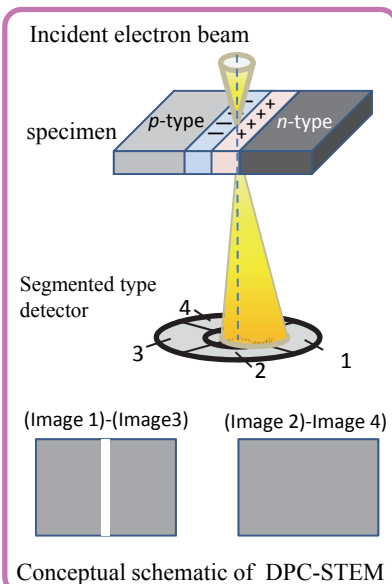 Incident electron beam
specimen
p-type
n-type
− − − −
+ + + +
Segmented type
detector
4
3
2
1
(Image 1)-(Image3)
(Image 2)-Image 4)
Conceptual schematic of DPC-STEM